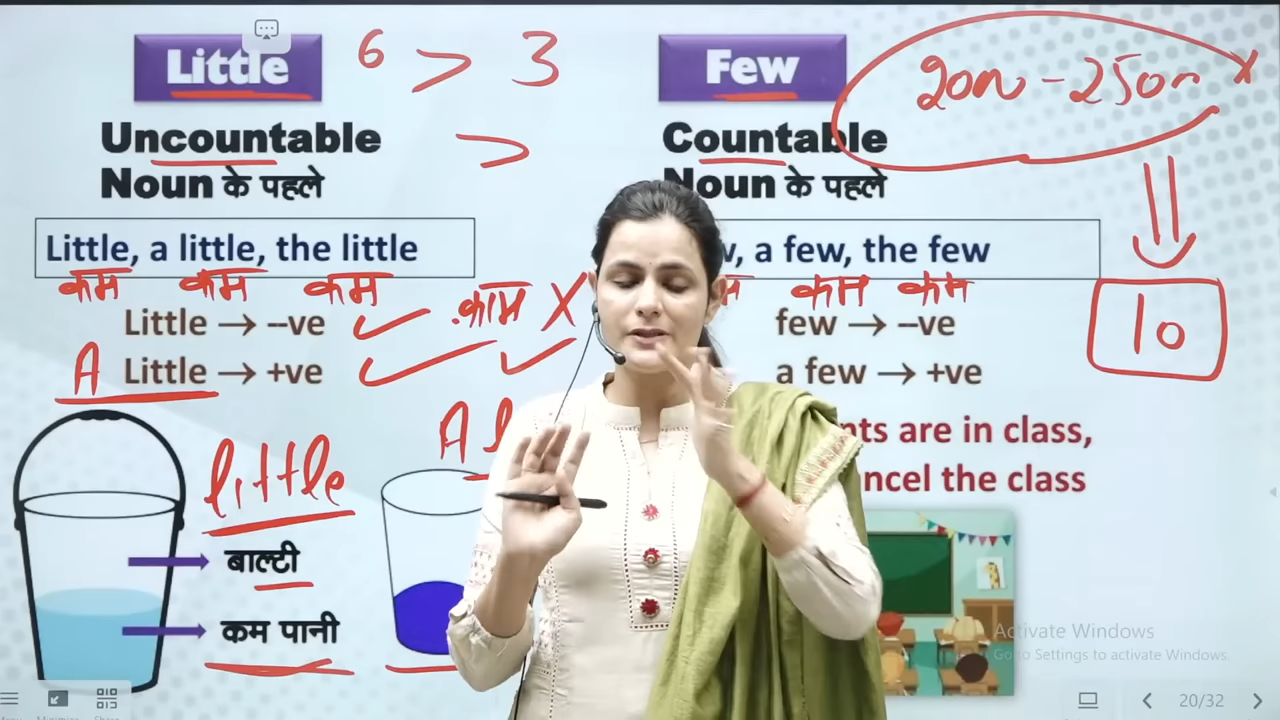 Little
6 > 3
Few
200 - 250 x
Uncountable
Noun के पहले
>
Countable
Noun के पहले
Little, a little, the little
a few, the few
कम कम कम
कम कम
Little → –ve
काम X
few → –ve
10
A Little → +ve
a few → +ve
little
A
are in class,
the class
बाल्टी
कम पानी
Activate Windows
Go to Settings to activate Windows.
20/32